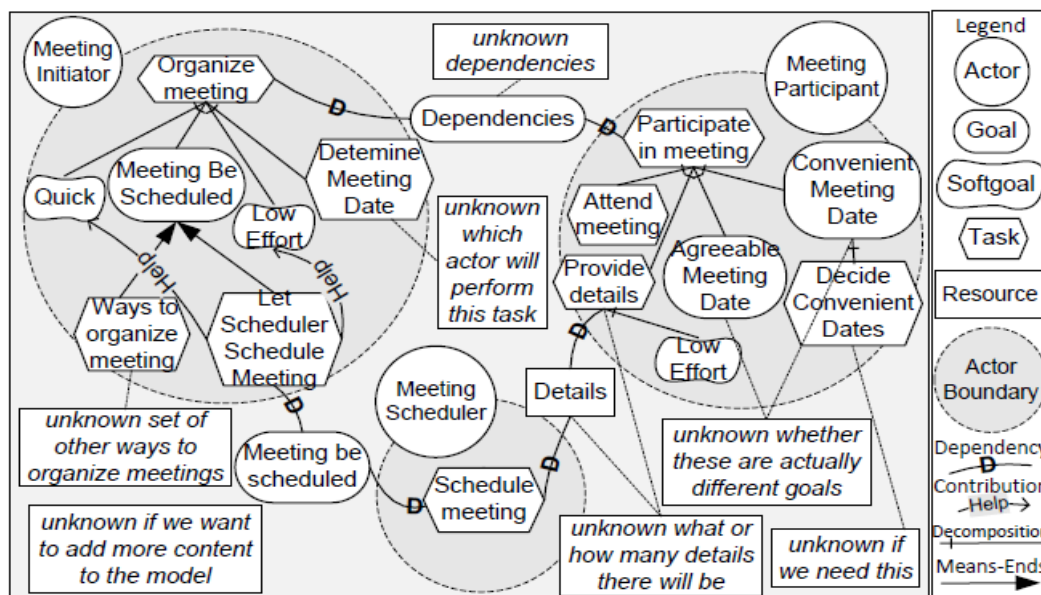 Meeting
Initiator
Organize
meeting
Quick
Meeting Be
Scheduled
Low
Effort
Detemine
Meeting
Date
Help
Help
Ways to
organize
meeting
Let
Scheduler
Schedule
Meeting
unknown set of
other ways to
organize meetings
unknown if we want
to add more content
to the model
D
Meeting be
scheduled
D
unknown
dependencies
D
Dependencies
D
unknown
which
actor will
perform
this task
Meeting
Scheduler
Schedule
meeting
D
Details
D
Meeting
Participant
Participate
in meeting
Attend
meeting
Provide
details
Agreeable
Meeting
Date
Convenient
Meeting
Date
Decide
Convenient
Dates
Low
Effort
unknown whether
these are actually
different goals
unknown what or
how many details
there will be
unknown if
we need this
Legend
Actor
Goal
Softgoal
Task
Resource
Actor
Boundary
Dependency
D
Contribution
Help
Decomposition
Means-Ends